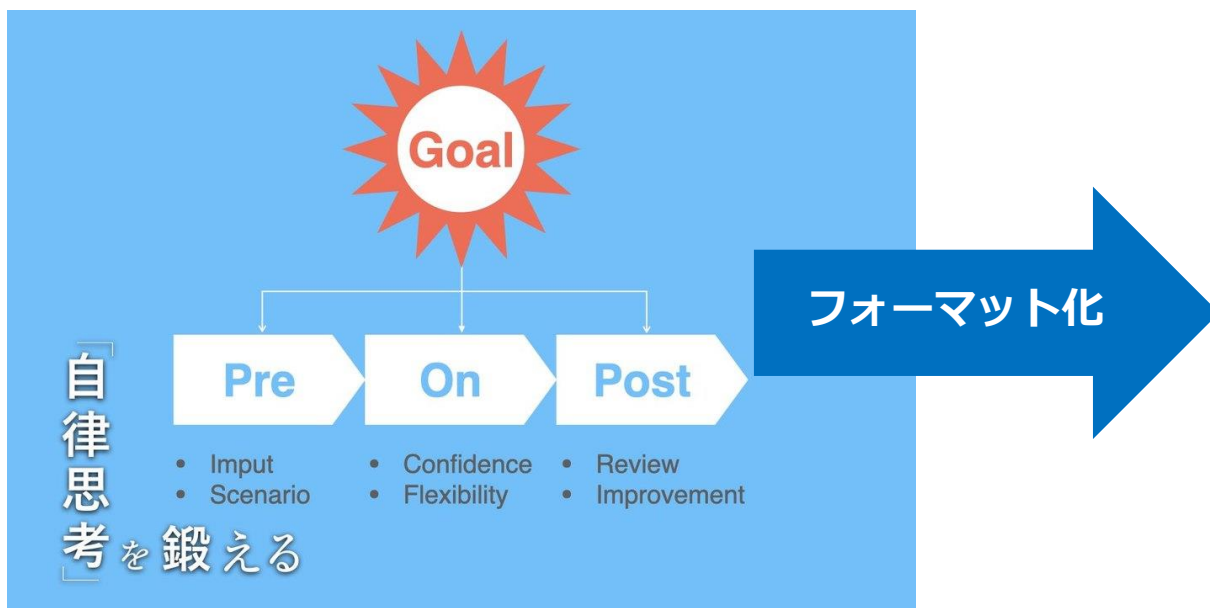 Goal
Pre
On
Post
• Imput
• Scenario
• Confidence
• Flexibility
• Review
• Improvement
「自律思考」を鍛える
フォーマット化